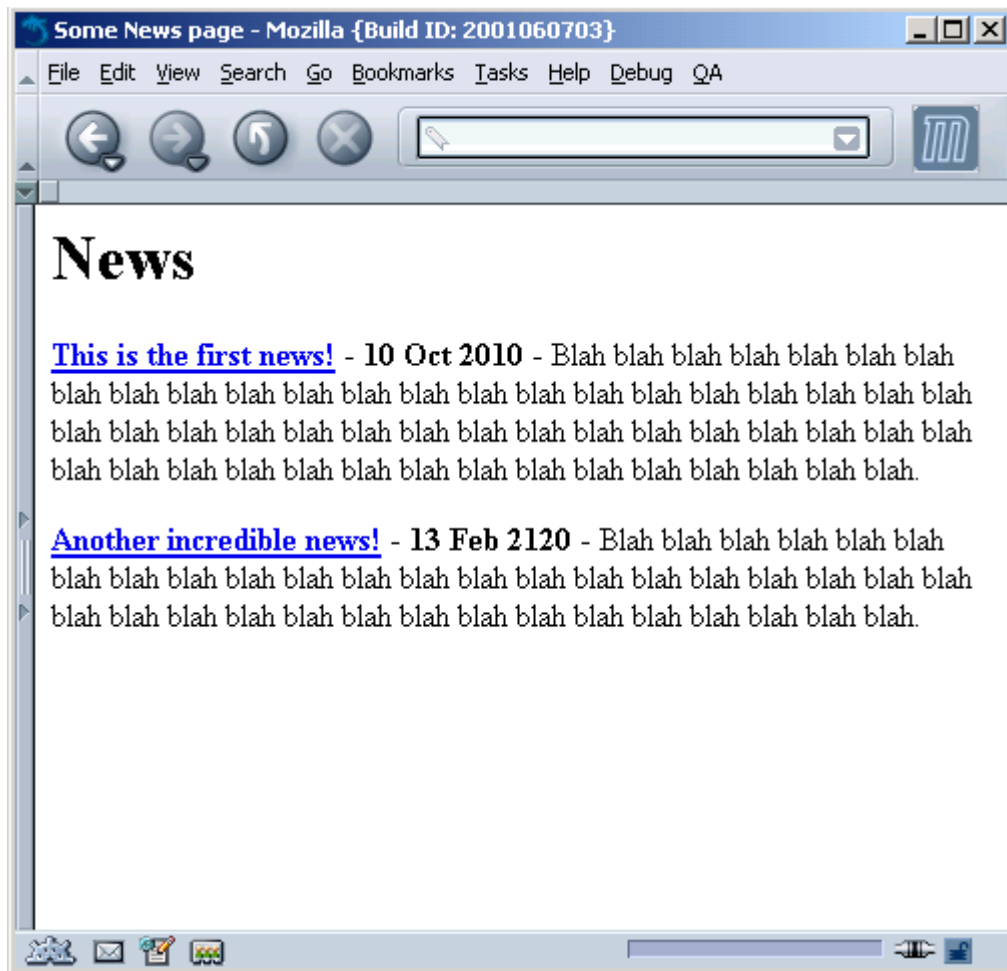 Some News page - Mozilla {Build ID: 2001060703}
File Edit View Search Go Bookmarks Tasks Help Debug QA
News
This is the first news! - 10 Oct 2010 - Blah blah blah blah blah blah blah
blah blah blah blah blah blah blah blah blah blah blah blah blah blah blah blah
blah blah blah blah blah blah blah blah blah blah blah blah blah blah blah blah
blah blah blah blah blah blah blah blah blah blah blah blah blah blah blah.
Another incredible news! - 13 Feb 2120 - Blah blah blah blah blah blah
blah blah blah blah blah blah blah blah blah blah blah blah blah blah blah blah
blah blah blah blah blah blah blah blah blah blah blah blah blah blah blah.